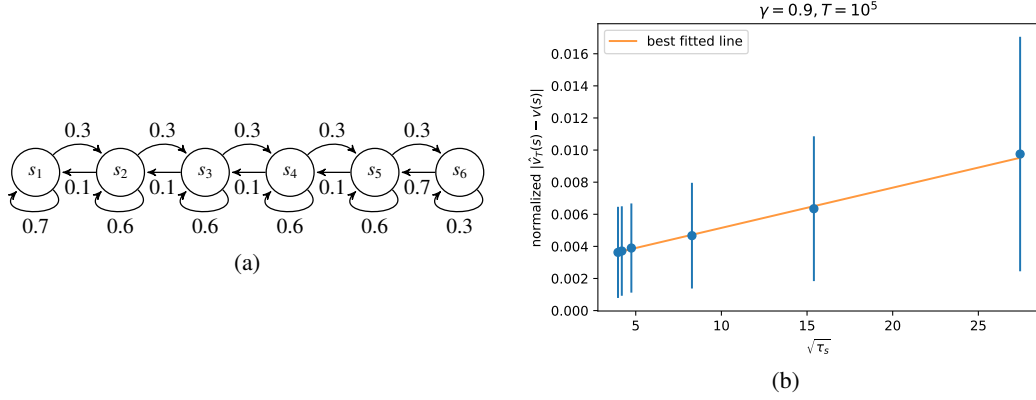 0.3 0.3 0.3 0.3 0.3
s₁ s₂ s₃ s₄ s₅ s₆
0.1 0.1 0.1 0.1 0.7
0.7 0.6 0.6 0.6 0.6 0.3
(a)
γ = 0.9, T = 10⁵
best fitted line
normalized |v̂_T(s) − v(s)|
0.016
0.014
0.012
0.010
0.008
0.006
0.004
0.002
0.000
5 10 15 20 25
√τ_s
(b)